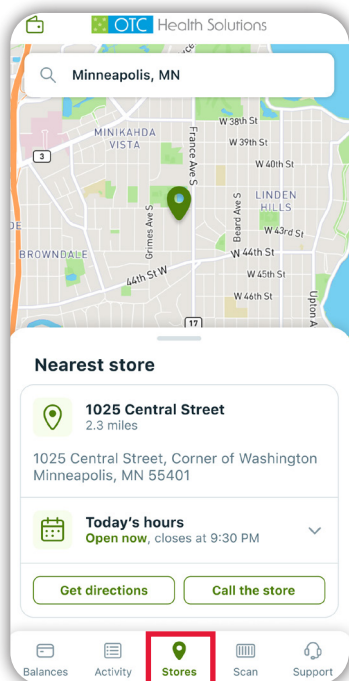 OTC Health Solutions
Minneapolis, MN
W 38th St
MINIKAHDA
VISTA
France Ave S
W 39th St
3
W 40th St
LINDEN
HILLS
Grimes Ave S
Beard Ave S
W 43rd St
BROWNDALE
W 44th St
44th St W
W 45th St
W 46th St
Upton A
17
Nearest store
1025 Central Street
2.3 miles
1025 Central Street, Corner of Washington
Minneapolis, MN 55401
Today's hours
Open now, closes at 9:30 PM
Get directions
Call the store
Balances
Activity
Stores
Scan
Support